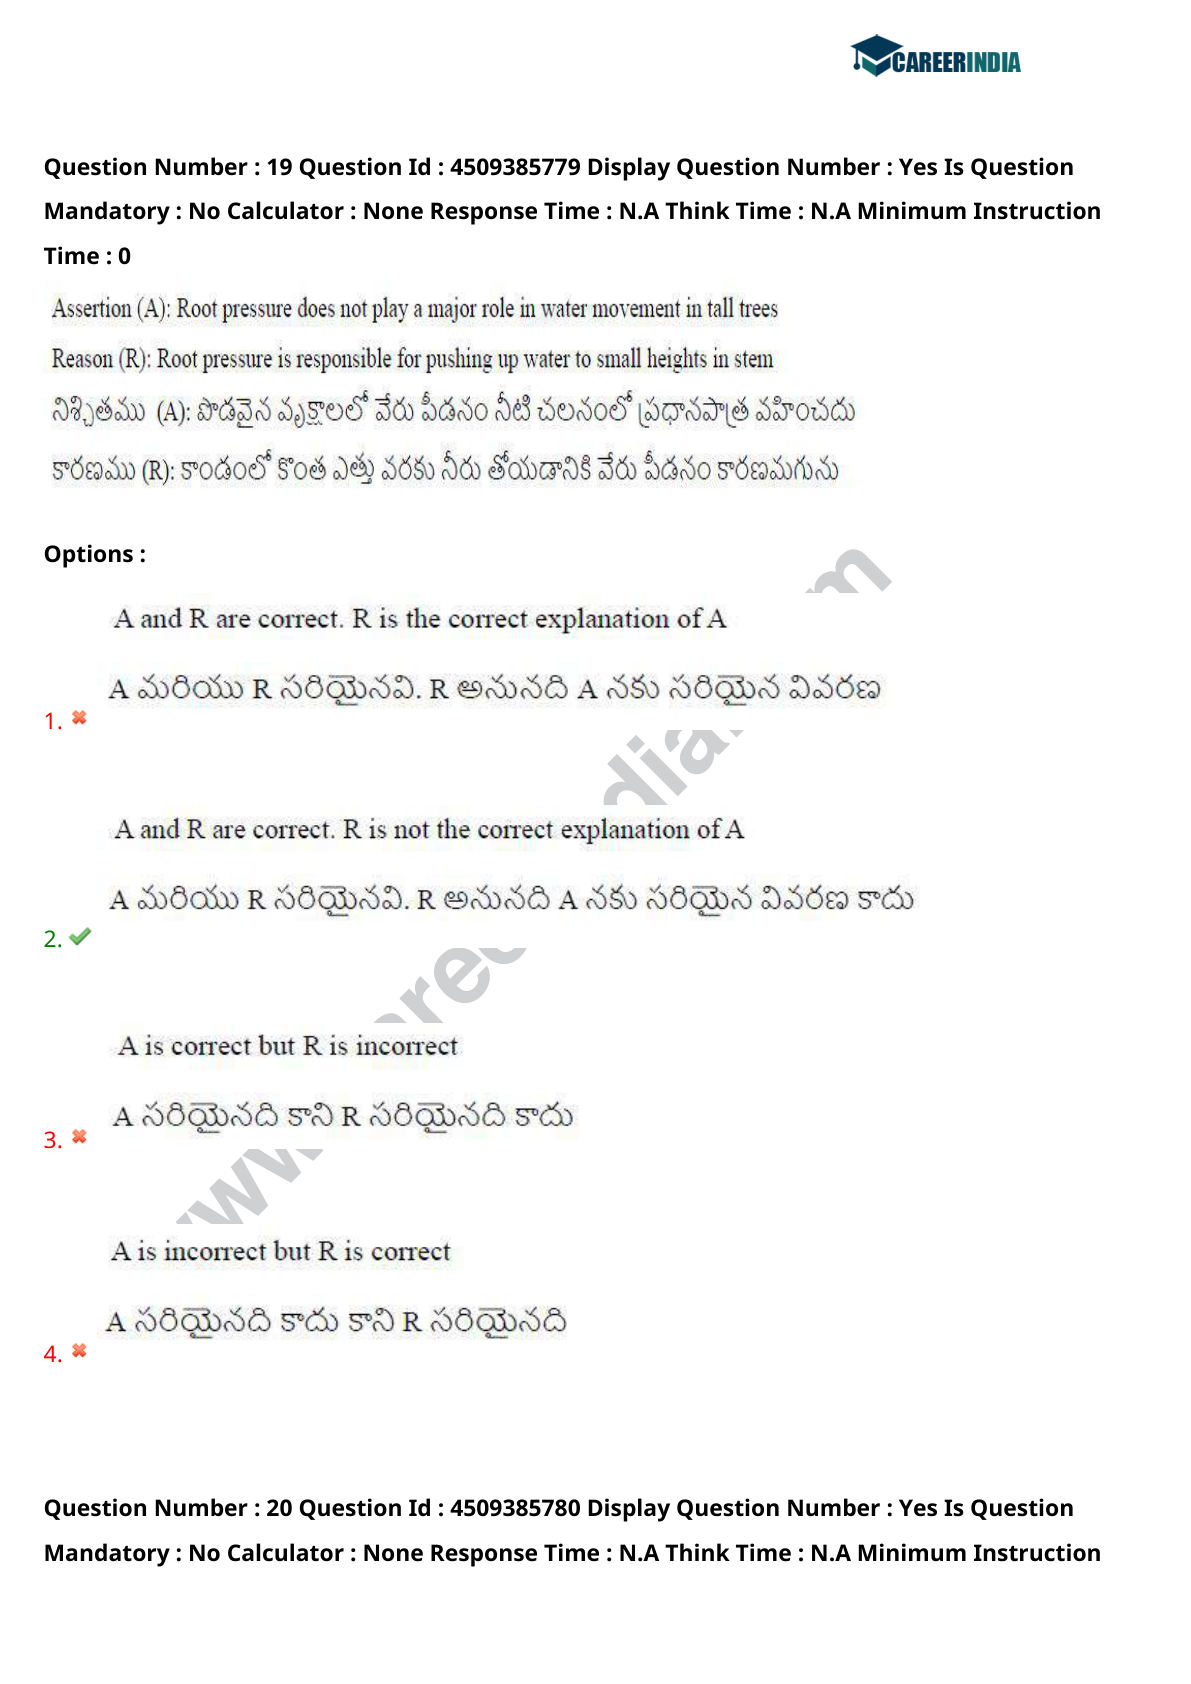 CAREERINDIA
Question Number : 19 Question Id : 4509385779 Display Question Number : Yes Is Question
Mandatory : No Calculator : None Response Time : N.A Think Time : N.A Minimum Instruction
Time : 0
Assertion (A): Root pressure does not play a major role in water movement in tall trees
Reason (R): Root pressure is responsible for pushing up water to small heights in stem
నిశ్చితము (A): పొడవైన వృక్షాలలో వేరు పీడనం నీటి చలనంలో ప్రధానపాత్ర వహించదు
కారణము (R): కాండంలో కొంత ఎత్తు వరకు నీరు తోయడానికి వేరు పీడనం కారణమగును
Options :
A and R are correct. R is the correct explanation of A
A మరియు R సరియైనవి. R అనునది A నకు సరియైన వివరణ
1.
A and R are correct. R is not the correct explanation of A
A మరియు R సరియైనవి. R అనునది A నకు సరియైన వివరణ కాదు
2.
A is correct but R is incorrect
A సరియైనది కాని R సరియైనది కాదు
3.
A is incorrect but R is correct
A సరియైనది కాదు కాని R సరియైనది
4.
Question Number : 20 Question Id : 4509385780 Display Question Number : Yes Is Question
Mandatory : No Calculator : None Response Time : N.A Think Time : N.A Minimum Instruction